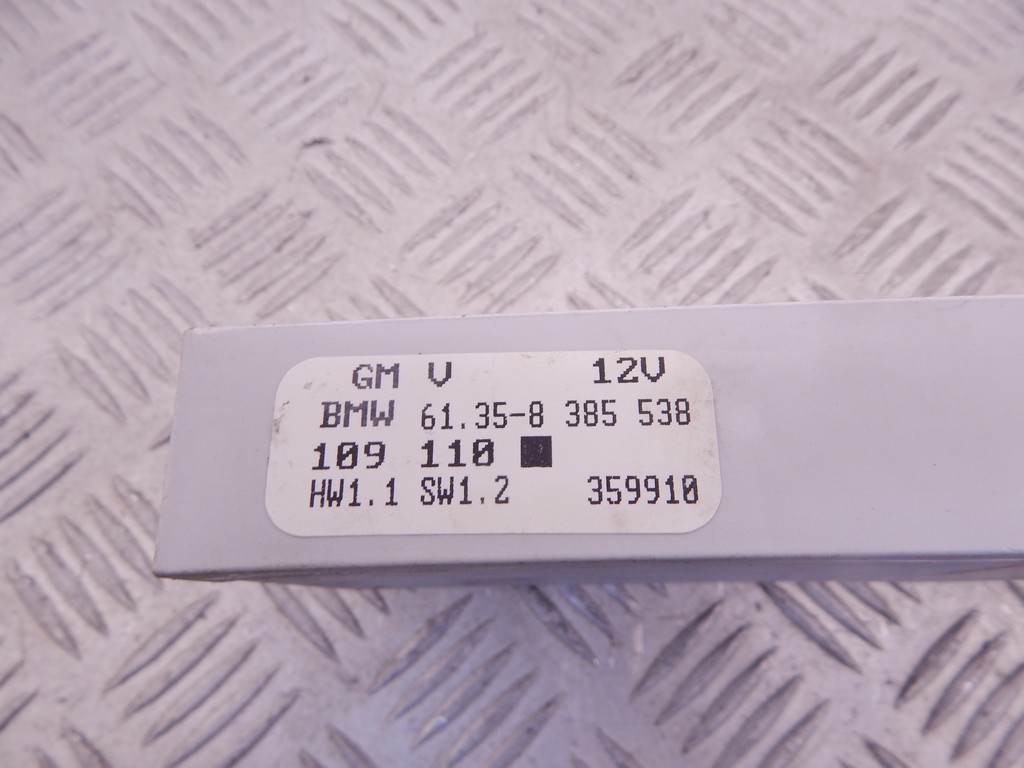 GM V 12V
BMW 61.35-8 385 538
109 110
HW1.1 SW1.2 359910